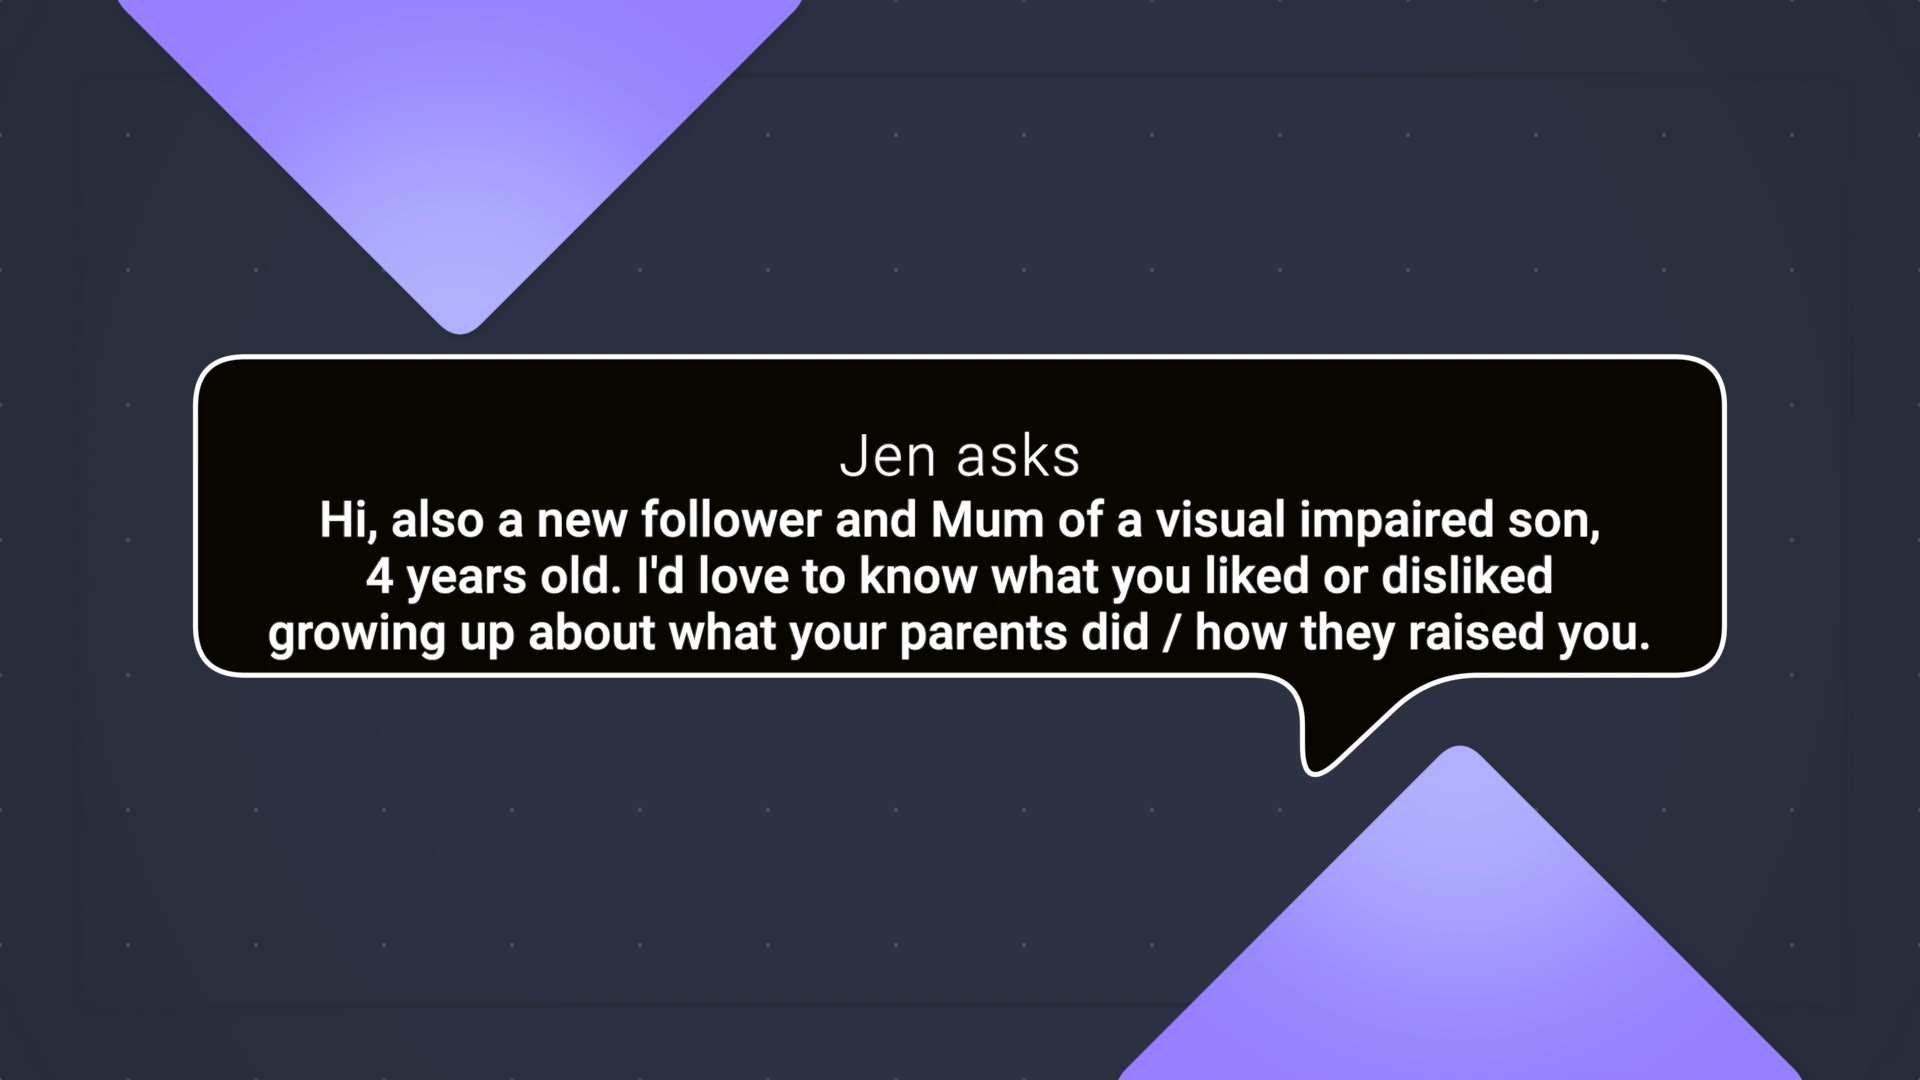 Jen asks
Hi, also a new follower and Mum of a visual impaired son,
4 years old. I'd love to know what you liked or disliked
growing up about what your parents did / how they raised you.